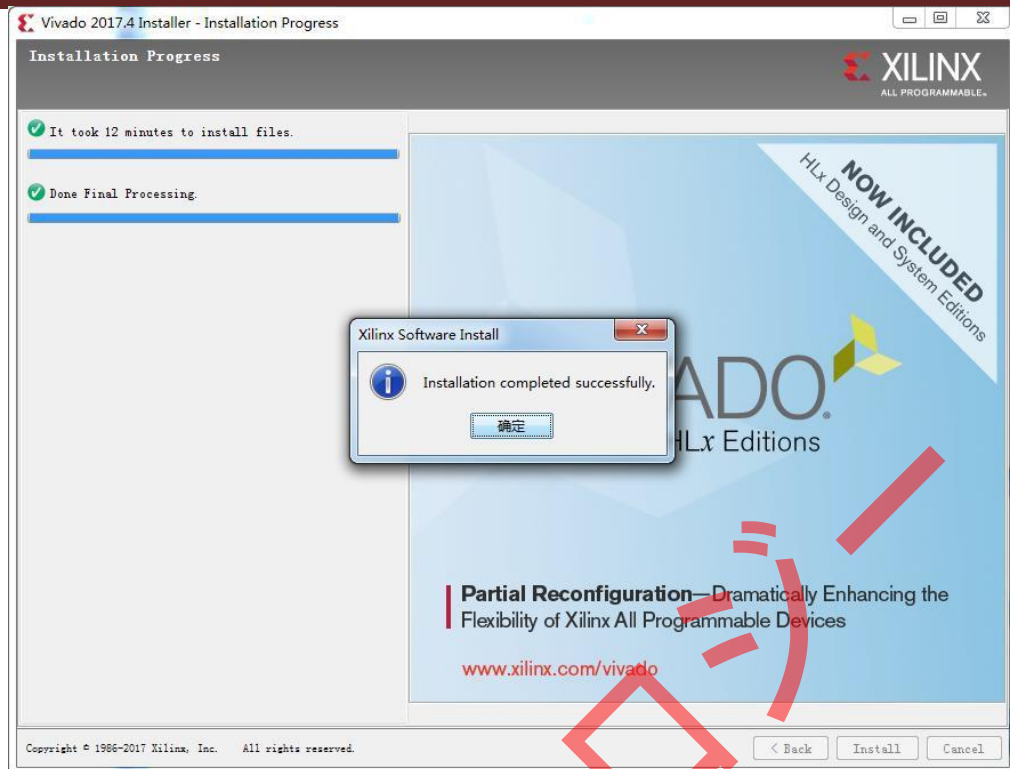 Vivado 2017.4 Installer - Installation Progress
Installation Progress
XILINX
ALL PROGRAMMABLE.
It took 12 minutes to install files.
Done Final Processing.
HLx Design and System Editions
NOW INCLUDED
Xilinx Software Install
Installation completed successfully.
确定
ADO.
HLx Editions
Partial Reconfiguration—Dramatically Enhancing the
Flexibility of Xilinx All Programmable Devices
www.xilinx.com/vivado
ロジー
Copyright © 1986-2017 Xilinx, Inc. All rights reserved.
< Back
Install
Cancel